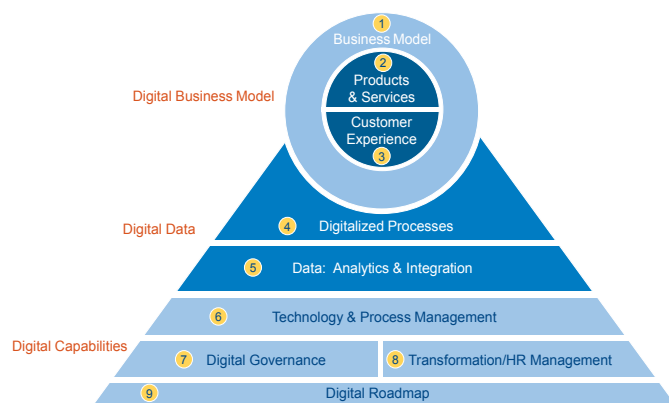 1
Business Model
2
Products
& Services
Digital Business Model
Customer
Experience
3
Digital Data
4 Digitalized Processes
5 Data: Analytics & Integration
6 Technology & Process Management
Digital Capabilities
7 Digital Governance
8 Transformation/HR Management
9 Digital Roadmap